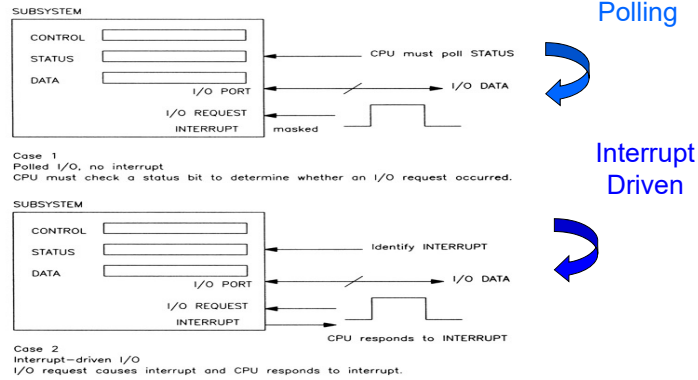 SUBSYSTEM
CONTROL
STATUS
CPU must poll STATUS
DATA
I/O PORT
I/O DATA
I/O REQUEST
INTERRUPT
masked
Case 1
Polled I/O, no interrupt
CPU must check a status bit to determine whether an I/O request occurred.
Polling
SUBSYSTEM
CONTROL
STATUS
Identify INTERRUPT
DATA
I/O PORT
I/O DATA
I/O REQUEST
INTERRUPT
CPU responds to INTERRUPT
Case 2
Interrupt-driven I/O
I/O request causes interrupt and CPU responds to interrupt.
Interrupt
Driven